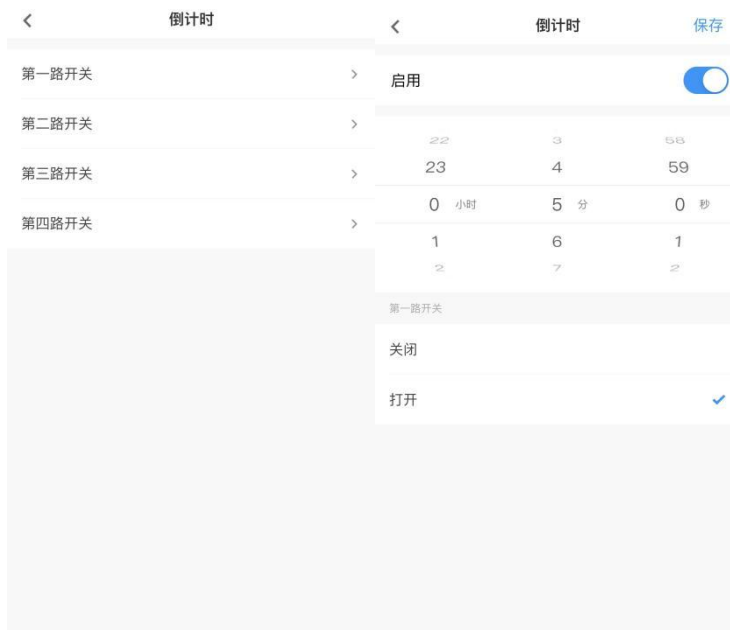 倒计时
第一路开关
第二路开关
第三路开关
第四路开关
倒计时 保存
启用
22 3 58
23 4 59
0 小时 5 分 0 秒
1 6 1
2 7 2
第一路开关
关闭
打开